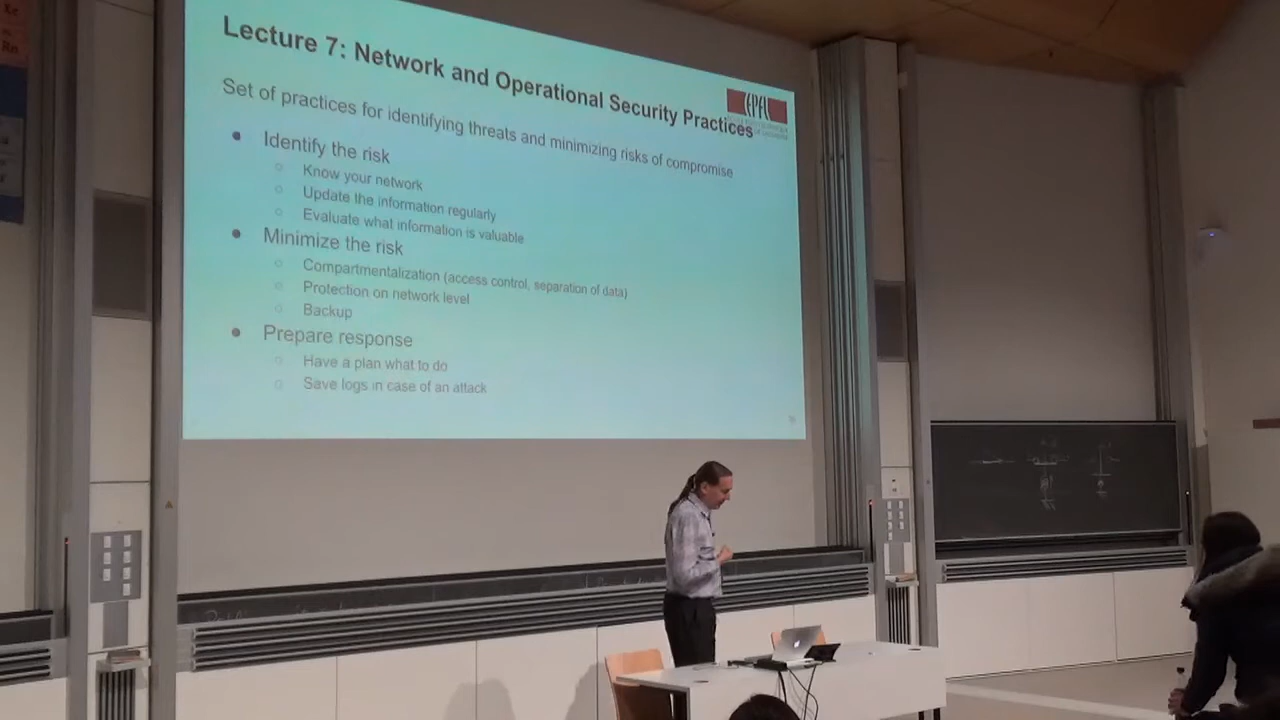 Lecture 7: Network and Operational Security Practices
EPFL
Set of practices for identifying threats and minimizing risks of compromise
Identify the risk
Know your network
Update the information regularly
Evaluate what information is valuable
Minimize the risk
Compartmentalization (access control, separation of data)
Protection on network level
Backup
Prepare response
Have a plan what to do
Save logs in case of an attack
Rn